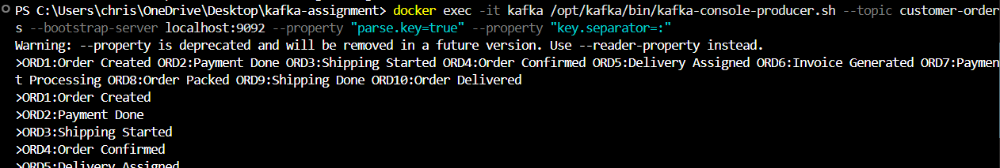 PS C:\Users\chris\OneDrive\Desktop\kafka-assignment> docker exec -it kafka /opt/kafka/bin/kafka-console-producer.sh --topic customer-order
s --bootstrap-server localhost:9092 --property "parse.key=true" --property "key.separator=:"
Warning: --property is deprecated and will be removed in a future version. Use --reader-property instead.
>ORD1:Order Created ORD2:Payment Done ORD3:Shipping Started ORD4:Order Confirmed ORD5:Delivery Assigned ORD6:Invoice Generated ORD7:Paymen
t Processing ORD8:Order Packed ORD9:Shipping Done ORD10:Order Delivered
>ORD1:Order Created
>ORD2:Payment Done
>ORD3:Shipping Started
>ORD4:Order Confirmed
>ORD5:Delivery Assigned